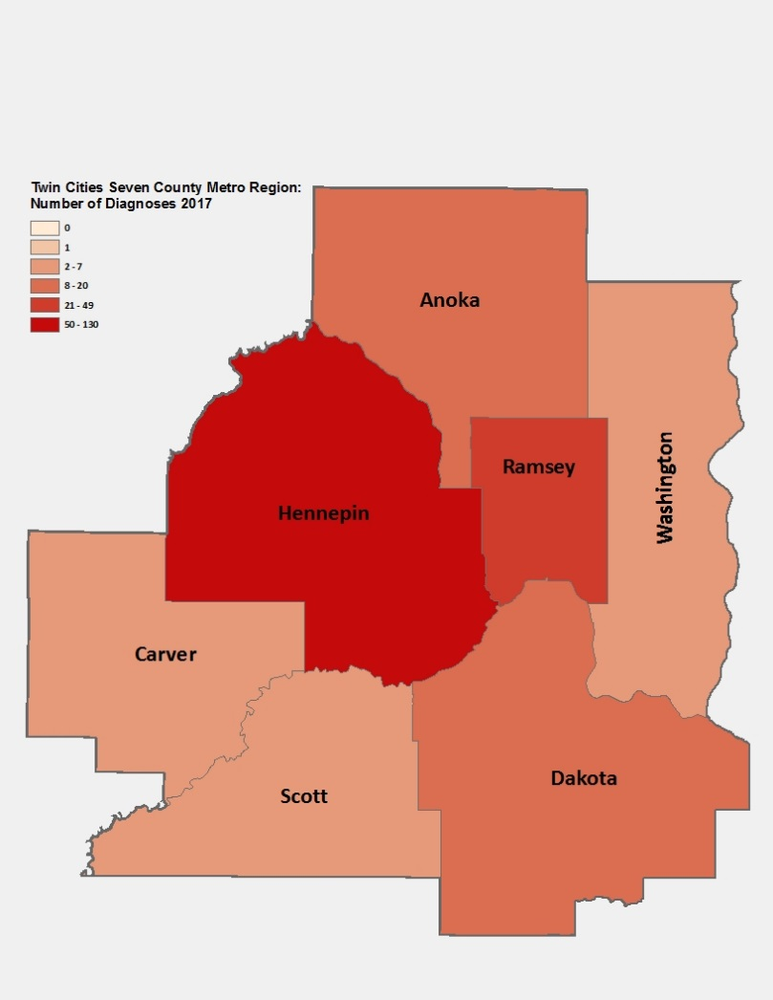 Twin Cities Seven County Metro Region:
Number of Diagnoses 2017
0
1
2 - 7
8 - 20
21 - 49
50 - 130
Anoka
Washington
Ramsey
Hennepin
Carver
Dakota
Scott